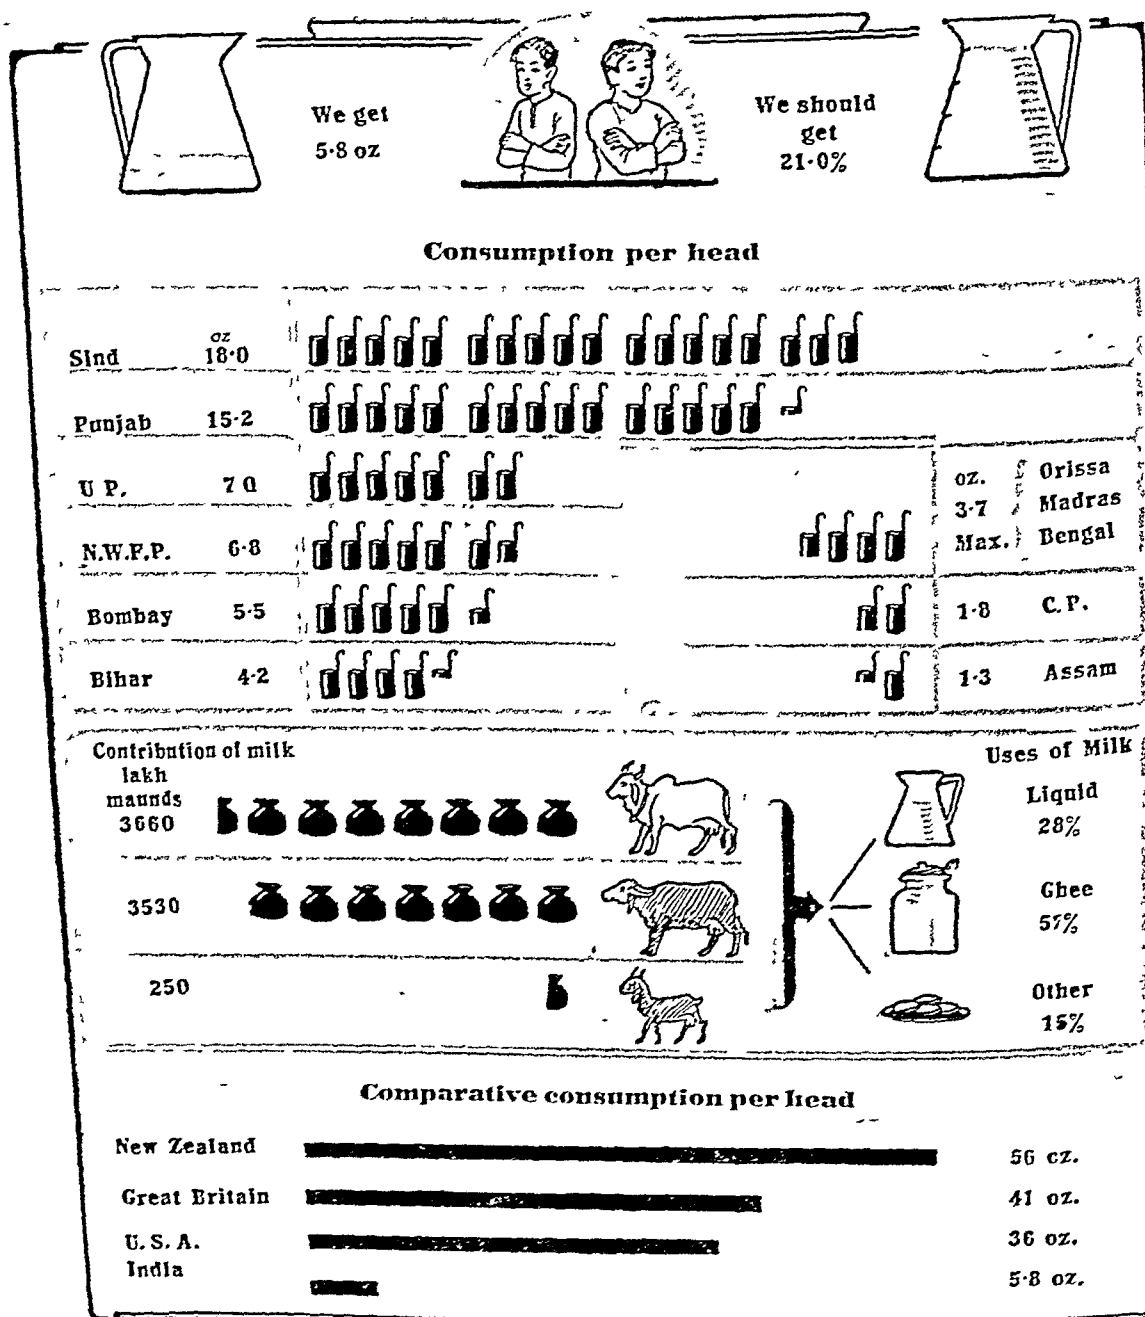 We get
5·8 oz
We should
get
21·0%
Consumption per head
oz
Sind 18·0
Punjab 15·2
U P. 7 0
N.W.F.P. 6·8
Bombay 5·5
Bihar 4·2
oz. Orissa
3·7 Madras
Max. Bengal
1·8 C.P.
1·3 Assam
Contribution of milk
lakh
maunds
3660
3530
250
Uses of Milk
Liquid
28%
Ghee
57%
Other
15%
Comparative consumption per head
New Zealand 56 oz.
Great Britain 41 oz.
U. S. A. 36 oz.
India 5·8 oz.